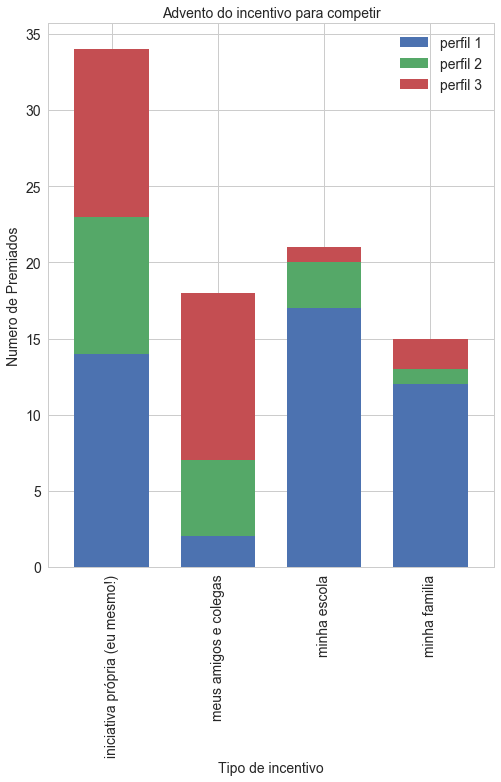 Advento do incentivo para competir
perfil 1
perfil 2
perfil 3
Numero de Premiados
35
30
25
20
15
10
5
0
iniciativa própria (eu mesmo!)
meus amigos e colegas
minha escola
minha familia
Tipo de incentivo